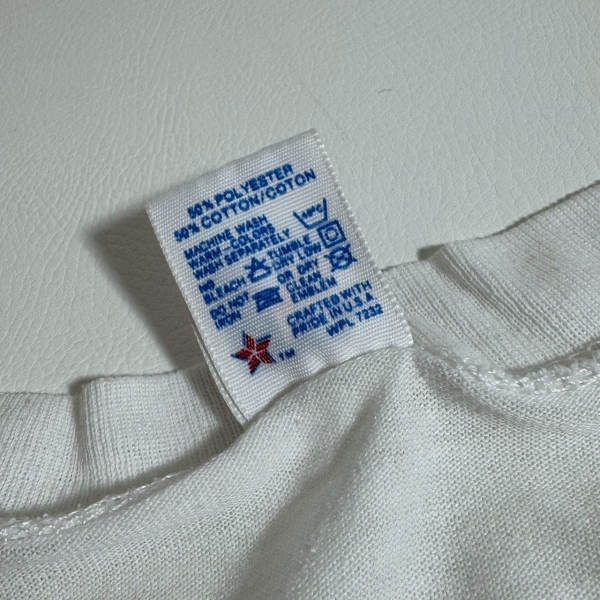 50% POLYESTER
50% COTTON/COTON
MACHINE WASH
WARM-COLORS
WASH SEPARATELY
NO BLEACH TUMBLE DRY LOW
DO NOT IRON OR DRY CLEAN EMBLEM
CRAFTED WITH
PRIDE IN U.S.A
WPL 7232
TM